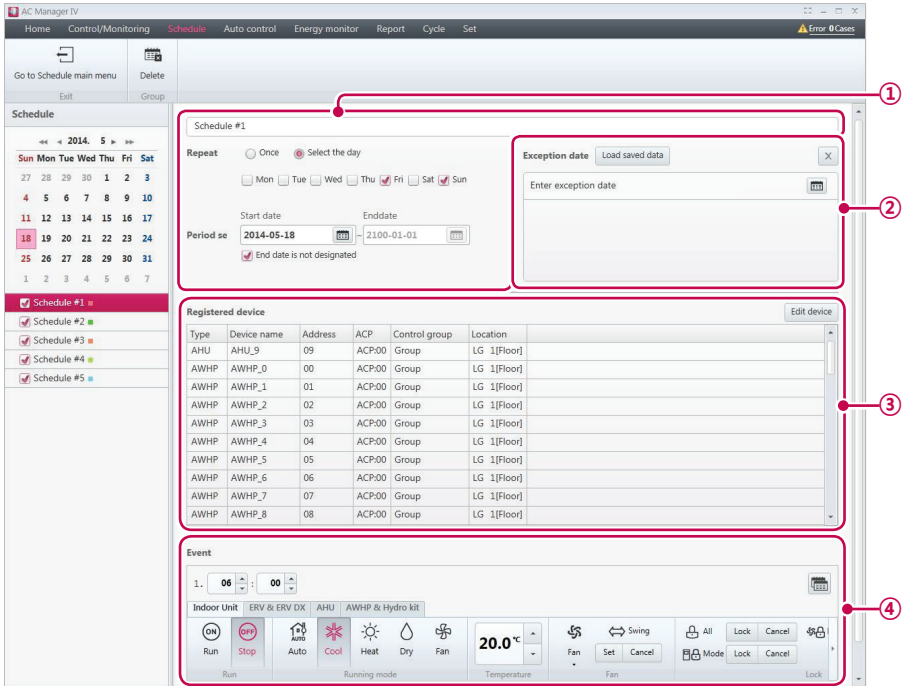 AC Manager IV
Home Control/Monitoring Schedule Auto control Energy monitor Report Cycle Set Error 0 Cases
Go to Schedule main menu Delete
Exit Group
①
Schedule
2014. 5
Sun Mon Tue Wed Thu Fri Sat
27 28 29 30 1 2 3
4 5 6 7 8 9 10
11 12 13 14 15 16 17
18 19 20 21 22 23 24
25 26 27 28 29 30 31
1 2 3 4 5 6 7
Schedule #1
Schedule #2
Schedule #3
Schedule #4
Schedule #5
Schedule #1
Repeat Once Select the day
Mon Tue Wed Thu Fri Sat Sun
Start date Enddate
Period se 2014-05-18 ~ 2100-01-01
End date is not designated
Exception date Load saved data X
Enter exception date
②
Registered device Edit device
Type Device name Address ACP Control group Location
AHU AHU_9 09 ACP:00 Group LG 1[Floor]
AWHP AWHP_0 00 ACP:00 Group LG 1[Floor]
AWHP AWHP_1 01 ACP:00 Group LG 1[Floor]
AWHP AWHP_2 02 ACP:00 Group LG 1[Floor]
AWHP AWHP_3 03 ACP:00 Group LG 1[Floor]
AWHP AWHP_4 04 ACP:00 Group LG 1[Floor]
AWHP AWHP_5 05 ACP:00 Group LG 1[Floor]
AWHP AWHP_6 06 ACP:00 Group LG 1[Floor]
AWHP AWHP_7 07 ACP:00 Group LG 1[Floor]
AWHP AWHP_8 08 ACP:00 Group LG 1[Floor]
③
Event
1. 06 : 00
Indoor Unit ERV & ERV DX AHU AWHP & Hydro kit
④
ON OFF AUTO 20.0 °C Swing All Lock Cancel
Run Stop Auto Cool Heat Dry Fan Fan Set Cancel Mode Lock Cancel
Run Running mode Temperature Fan Lock